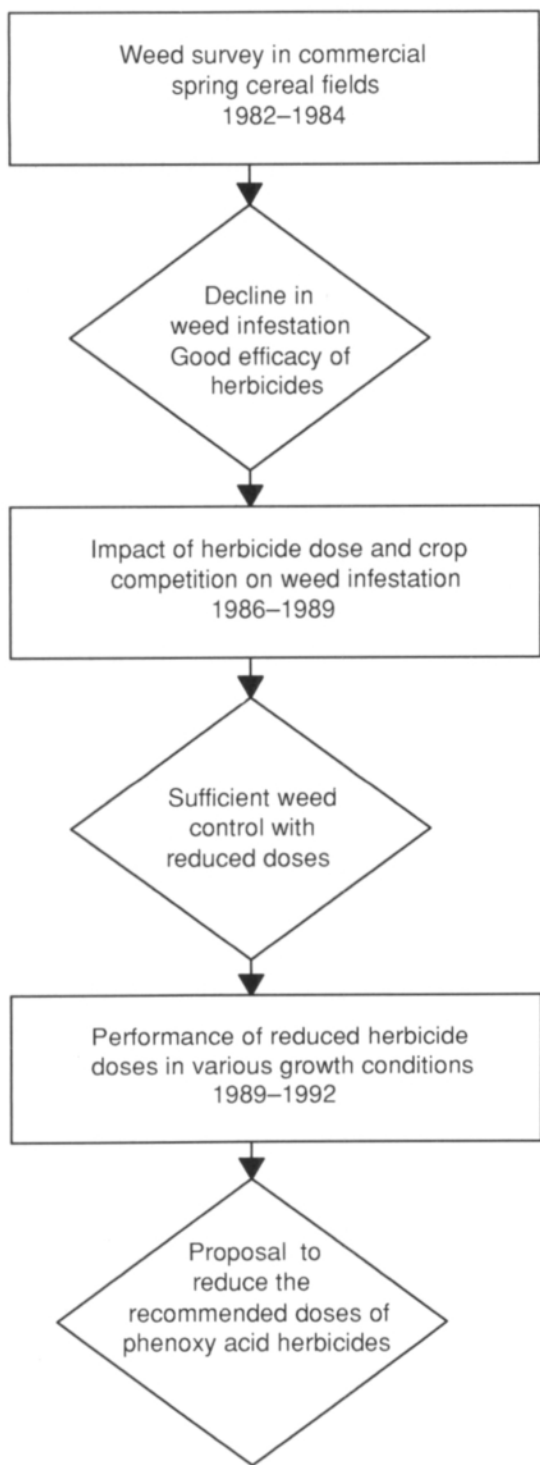 Weed survey in commercial
spring cereal fields
1982–1984
Decline in
weed infestation
Good efficacy of
herbicides
Impact of herbicide dose and crop
competition on weed infestation
1986–1989
Sufficient weed
control with
reduced doses
Performance of reduced herbicide
doses in various growth conditions
1989–1992
Proposal to
reduce the
recommended doses of
phenoxy acid herbicides